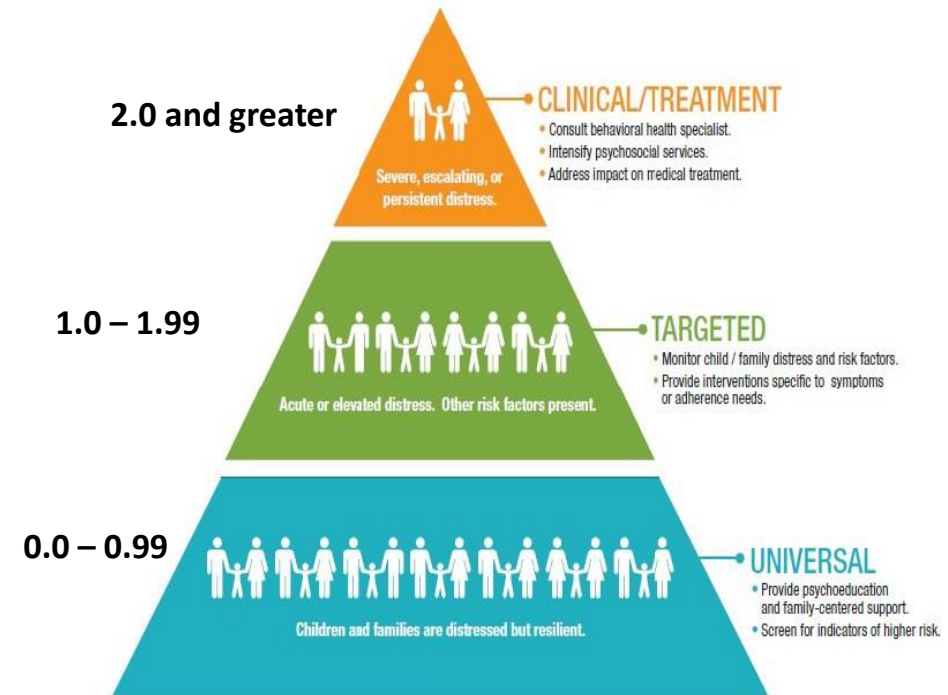 2.0 and greater
CLINICAL/TREATMENT
• Consult behavioral health specialist.
• Intensify psychosocial services.
• Address impact on medical treatment.
Severe, escalating, or
persistent distress.
1.0 – 1.99
TARGETED
• Monitor child / family distress and risk factors.
• Provide interventions specific to symptoms
or adherence needs.
Acute or elevated distress. Other risk factors present.
0.0 – 0.99
UNIVERSAL
• Provide psychoeducation
and family-centered support.
• Screen for indicators of higher risk.
Children and families are distressed but resilient.